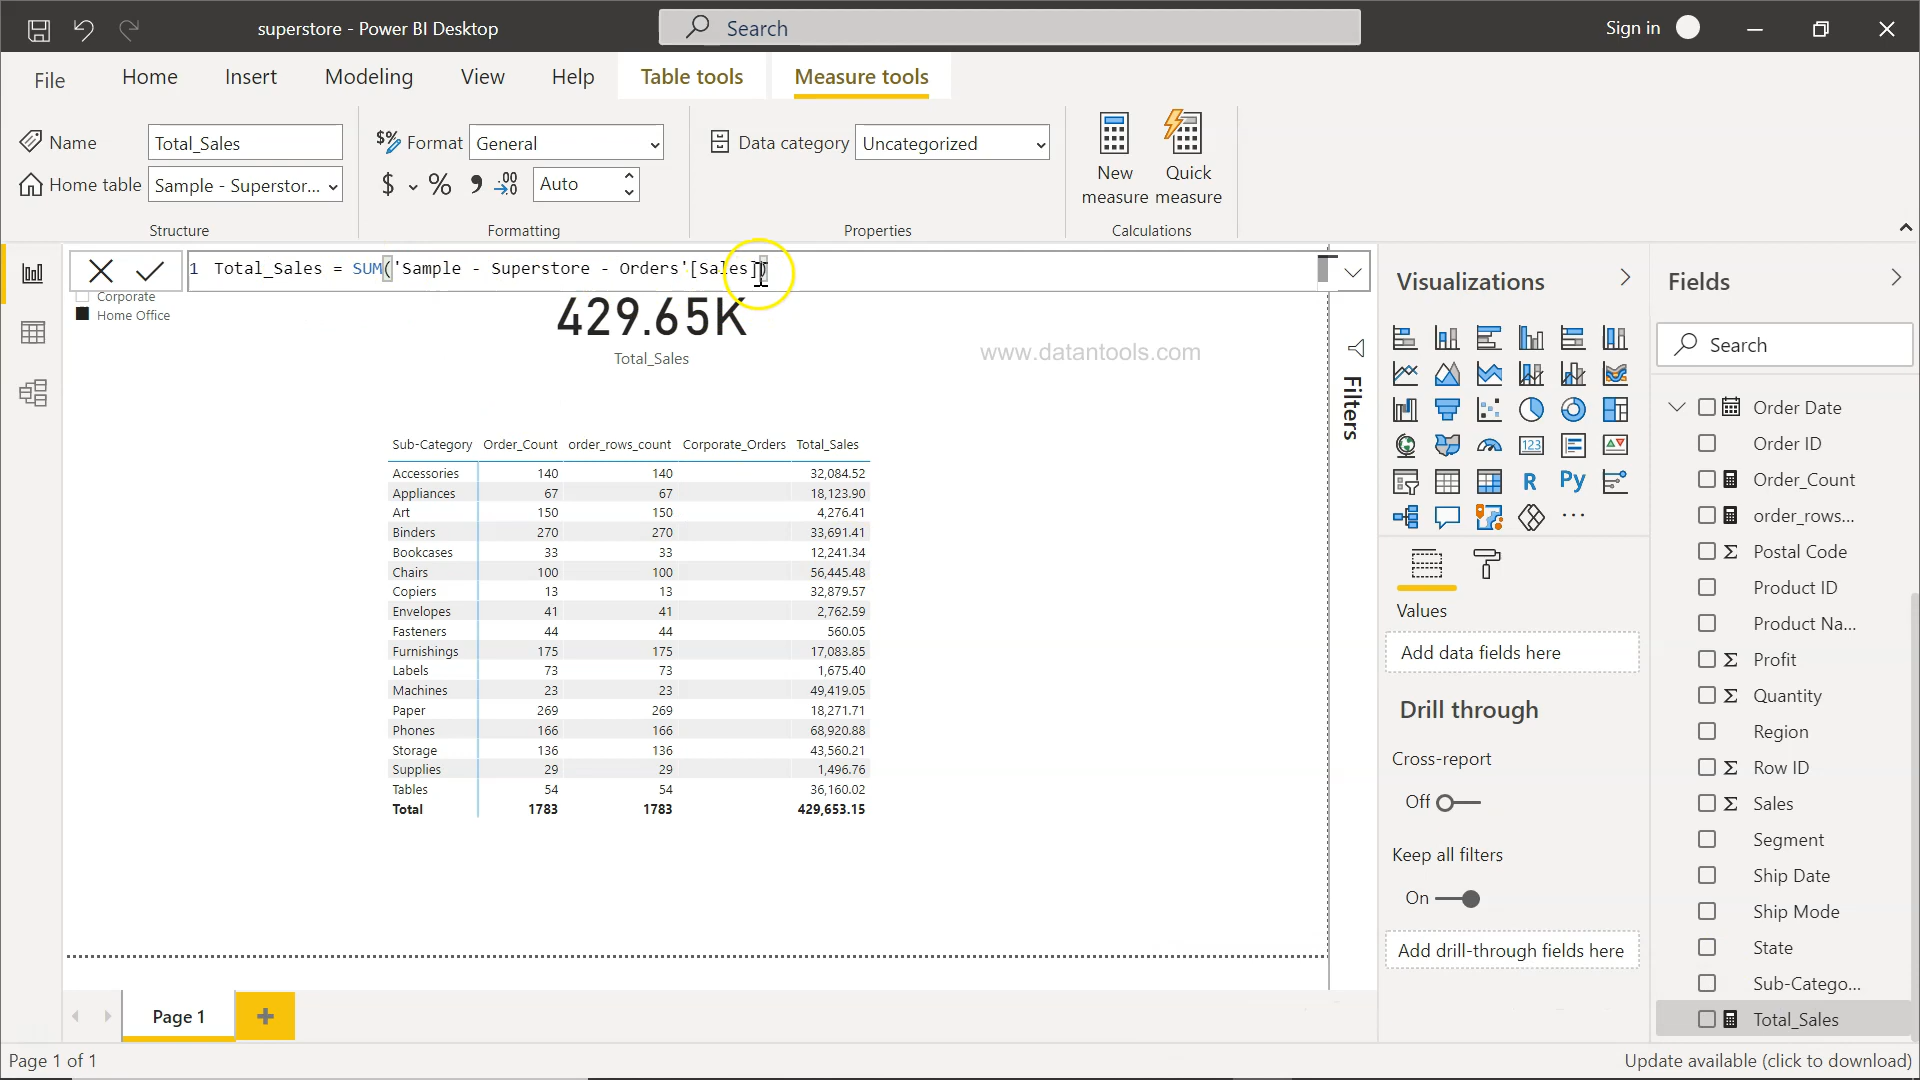 superstore - Power BI Desktop
Search
Sign in
File
Home
Insert
Modeling
View
Help
Table tools
Measure tools
Name
Total_Sales
Format
General
Data category
Uncategorized
New measure
Quick measure
Home table
Sample - Superstor...
$
%
Auto
Structure
Formatting
Properties
Calculations
1 Total_Sales = SUM('Sample - Superstore - Orders'[Sales])
Corporate
Home Office
429.65K
Total_Sales
www.datantools.com
Sub-Category Order_Count order_rows_count Corporate_Orders Total_Sales
Accessories 140 140 32,084.52
Appliances 67 67 18,123.90
Art 150 150 4,276.41
Binders 270 270 33,691.41
Bookcases 33 33 12,241.34
Chairs 100 100 56,445.48
Copiers 13 13 32,879.57
Envelopes 41 41 2,762.59
Fasteners 44 44 560.05
Furnishings 175 175 17,083.85
Labels 73 73 1,675.40
Machines 23 23 49,419.05
Paper 269 269 18,271.71
Phones 166 166 68,920.88
Storage 136 136 43,560.21
Supplies 29 29 1,496.76
Tables 54 54 36,160.02
Total 1783 1783 429,653.15
Filters
Visualizations
123
R
Py
...
Values
Add data fields here
Drill through
Cross-report
Off
Keep all filters
On
Add drill-through fields here
Fields
Search
Order Date
Order ID
Order_Count
order_rows...
Postal Code
Product ID
Product Na...
Profit
Quantity
Region
Row ID
Sales
Segment
Ship Date
Ship Mode
State
Sub-Catego...
Total_Sales
Page 1
Page 1 of 1
Update available (click to download)